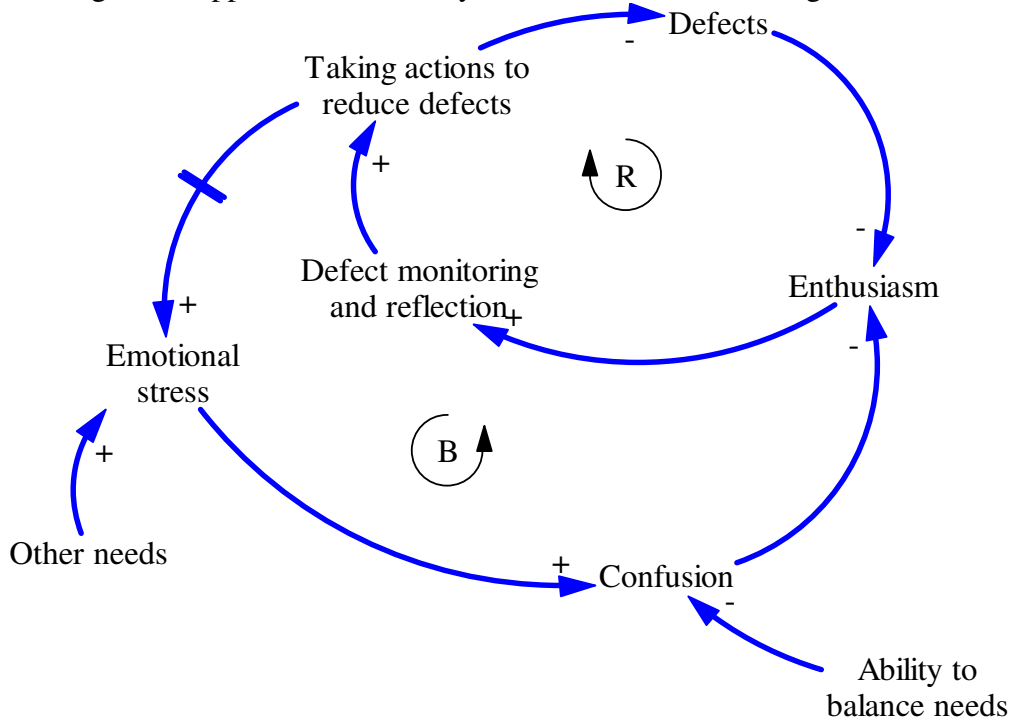 Defects
-
Taking actions to
reduce defects
+
R
-
Defect monitoring
and reflection
+
Enthusiasm
-
+
Emotional
stress
+
B
Other needs
+
Confusion
-
Ability to
balance needs